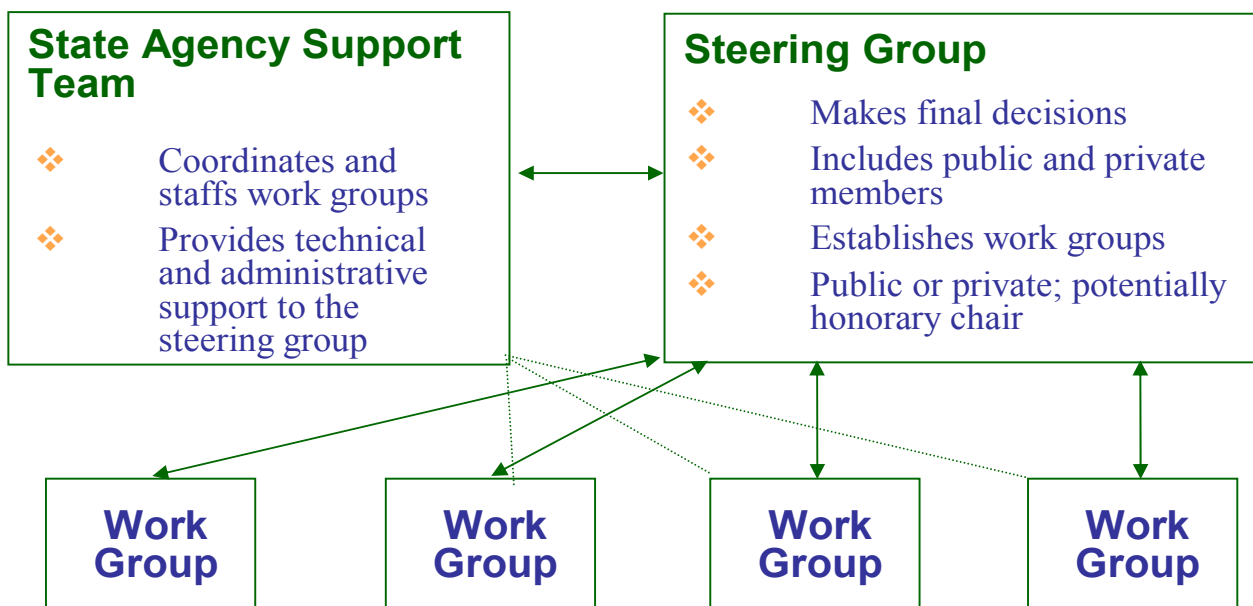 State Agency Support
Team
❖ Coordinates and
staffs work groups
❖ Provides technical
and administrative
support to the
steering group
Steering Group
❖ Makes final decisions
❖ Includes public and private
members
❖ Establishes work groups
❖ Public or private; potentially
honorary chair
Work
Group
Work
Group
Work
Group
Work
Group